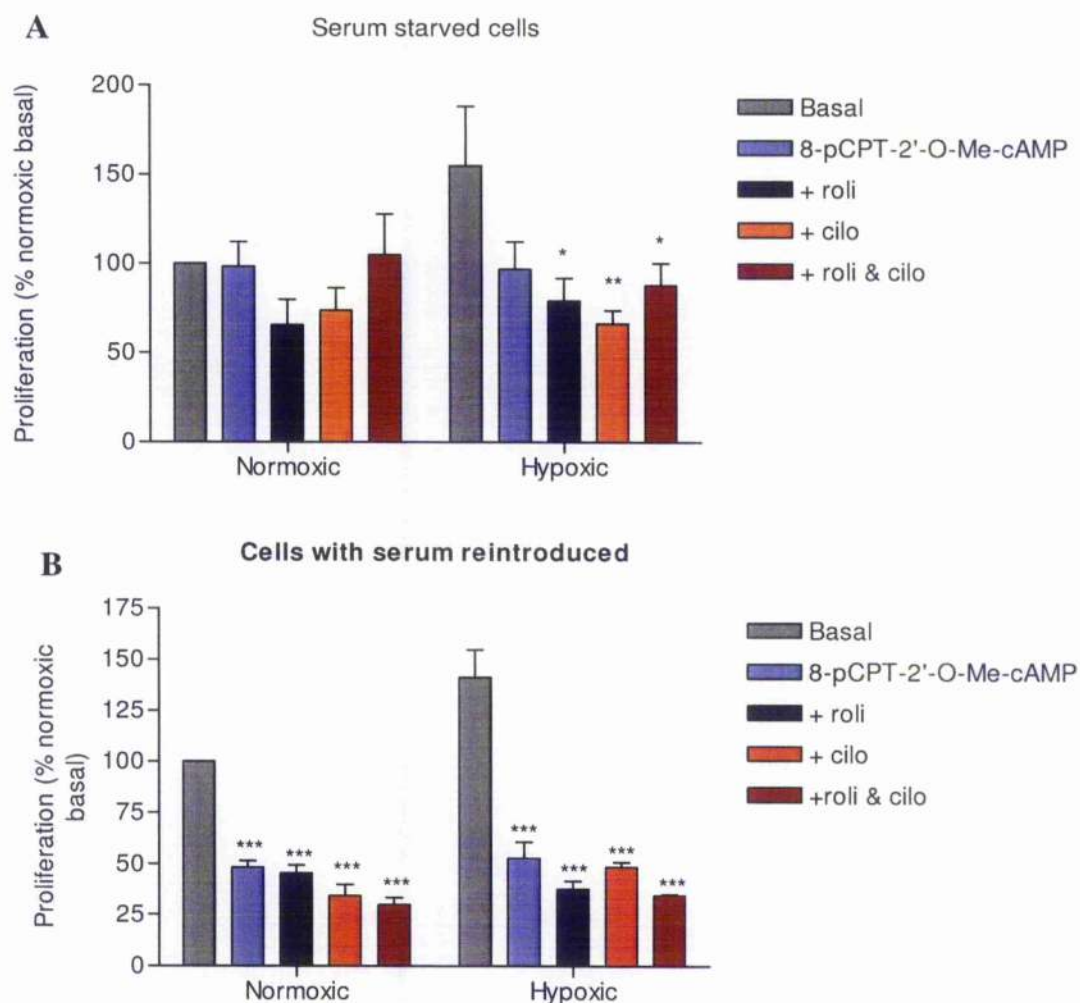 A
Serum starved cells
Proliferation (% normoxic basal)
200
150
100
50
0
*
**
*
Normoxic
Hypoxic
Basal
8-pCPT-2'-O-Me-cAMP
+ roli
+ cilo
+ roli & cilo
B
Cells with serum reintroduced
Proliferation (% normoxic
basal)
175
150
125
100
75
50
25
0
*** *** *** ***
*** *** *** ***
Normoxic
Hypoxic
Basal
8-pCPT-2'-O-Me-cAMP
+ roli
+ cilo
+roli & cilo